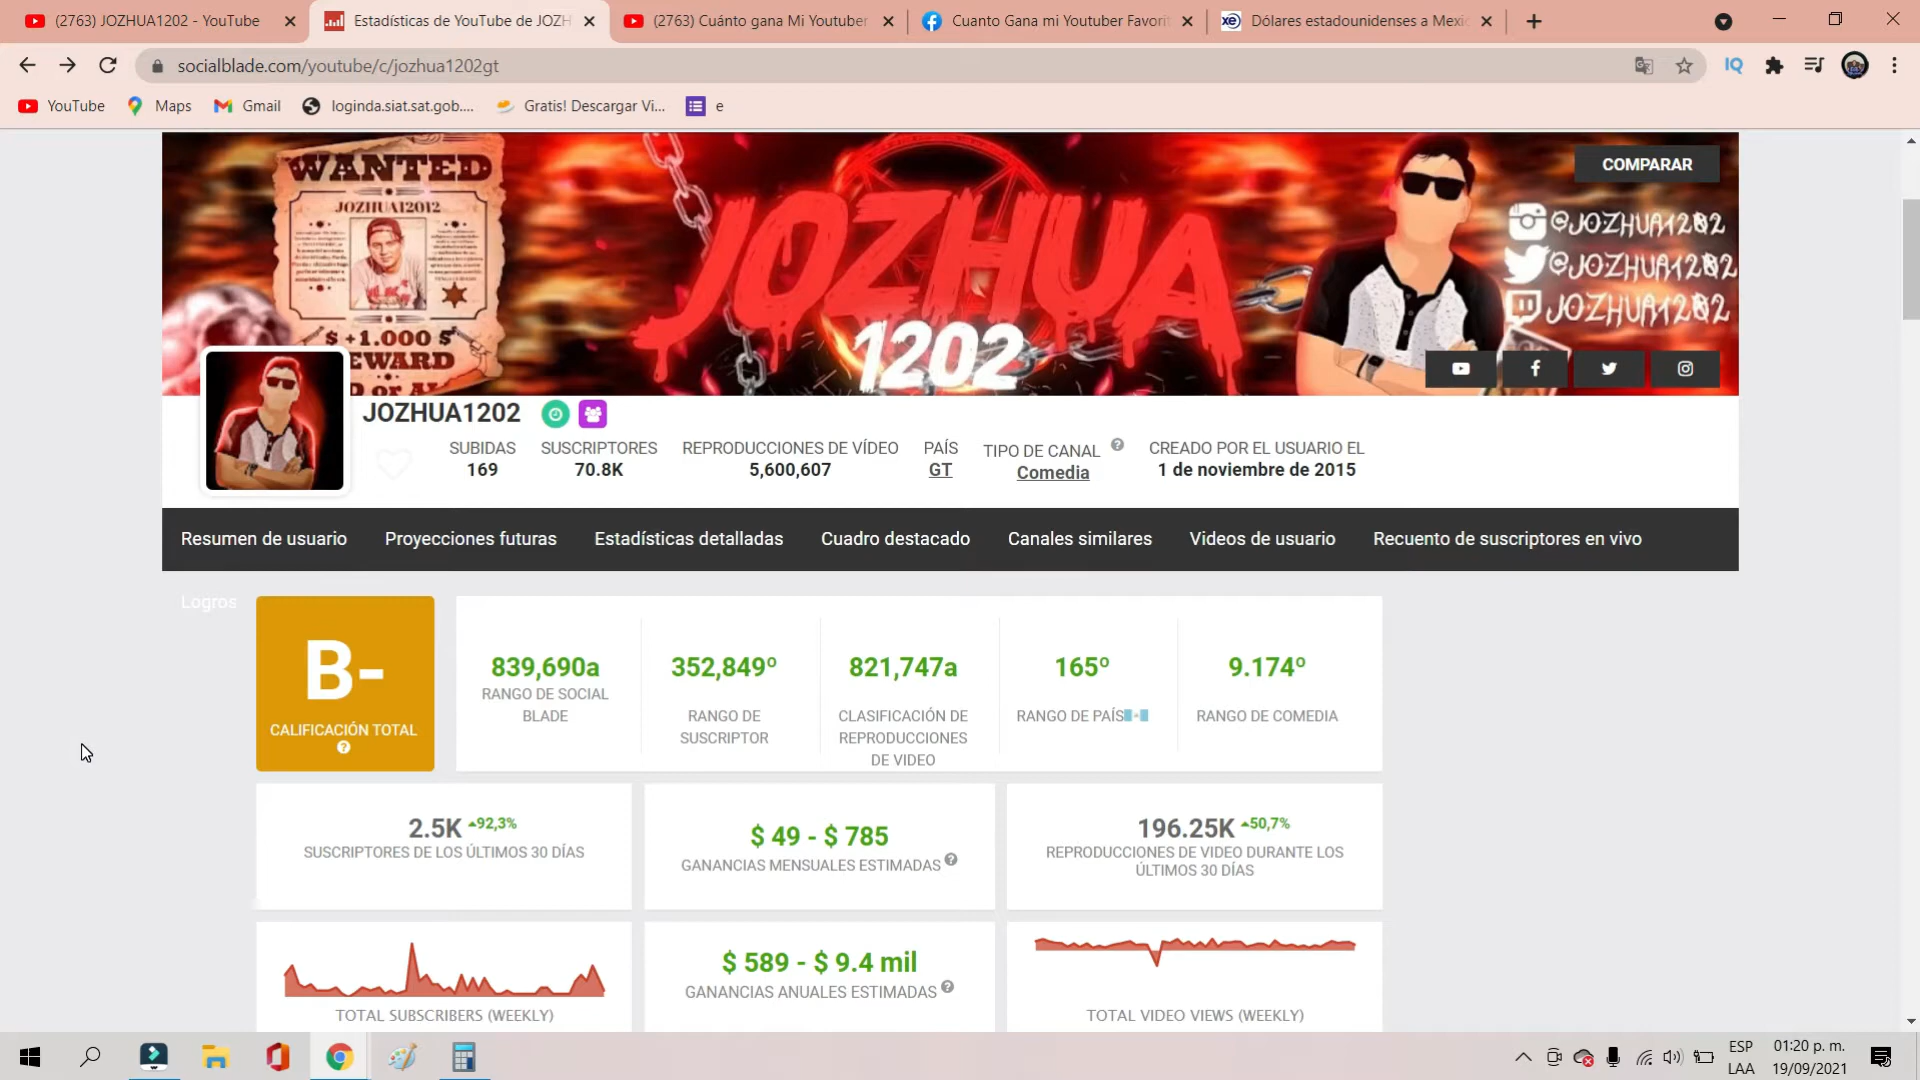 (2763) JOZHUA1202 - YouTube
Estadísticas de YouTube de JOZH
(2763) Cuánto gana Mi Youtuber
Cuanto Gana mi Youtuber Favorit
Dólares estadounidenses a Mexic
socialblade.com/youtube/c/jozhua1202gt
YouTube
Maps
Gmail
loginda.siat.sat.gob....
Gratis! Descargar Vi...
e
WANTED
JOZHUA12012
$ +1.000 $
JOZHUA
1202
COMPARAR
@JOZHUA1202
@JOZHUA1202
JOZHUA1202
JOZHUA1202
SUBIDAS
169
SUSCRIPTORES
70.8K
REPRODUCCIONES DE VÍDEO
5,600,607
PAÍS
GT
TIPO DE CANAL
Comedia
CREADO POR EL USUARIO EL
1 de noviembre de 2015
Resumen de usuario
Proyecciones futuras
Estadísticas detalladas
Cuadro destacado
Canales similares
Videos de usuario
Recuento de suscriptores en vivo
Logros
B-
CALIFICACIÓN TOTAL
839,690a
RANGO DE SOCIAL
BLADE
352,849º
RANGO DE
SUSCRIPTOR
821,747a
CLASIFICACIÓN DE
REPRODUCCIONES
DE VIDEO
165º
RANGO DE PAÍS
9.174º
RANGO DE COMEDIA
2.5K 92,3%
SUSCRIPTORES DE LOS ÚLTIMOS 30 DÍAS
$ 49 - $ 785
GANANCIAS MENSUALES ESTIMADAS
196.25K 50,7%
REPRODUCCIONES DE VIDEO DURANTE LOS
ÚLTIMOS 30 DÍAS
TOTAL SUBSCRIBERS (WEEKLY)
$ 589 - $ 9.4 mil
GANANCIAS ANUALES ESTIMADAS
TOTAL VIDEO VIEWS (WEEKLY)
ESP
LAA
01:20 p. m.
19/09/2021